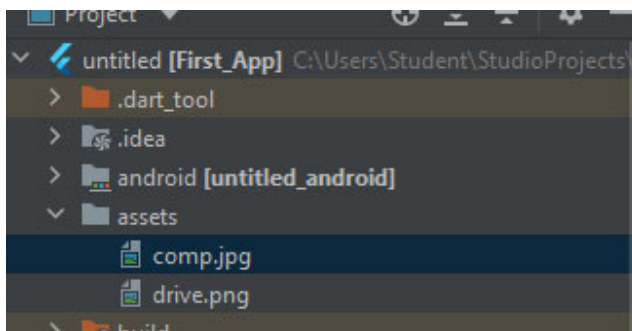 Project
untitled [First_App] C:\Users\Student\StudioProjects\
.dart_tool
.idea
android [untitled_android]
assets
comp.jpg
drive.png
build